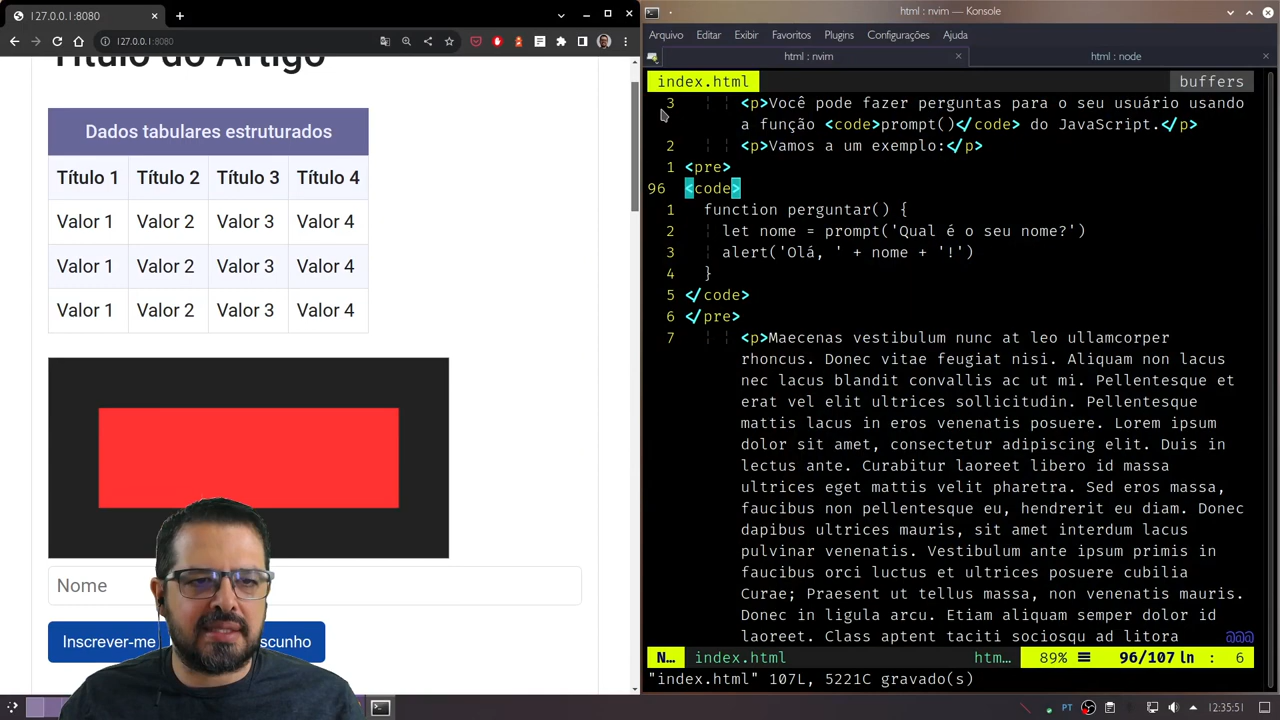 127.0.0.1:8080
127.0.0.1:8080
Título do Artigo
Dados tabulares estruturados
Título 1 Título 2 Título 3 Título 4
Valor 1 Valor 2 Valor 3 Valor 4
Valor 1 Valor 2 Valor 3 Valor 4
Valor 1 Valor 2 Valor 3 Valor 4
Nome
Inscrever-me
scunho
html : nvim — Konsole
Arquivo Editar Exibir Favoritos Plugins Configurações Ajuda
html : nvim html : node
index.html buffers
3 <p>Você pode fazer perguntas para o seu usuário usando
a função <code>prompt()</code> do JavaScript.</p>
2 <p>Vamos a um exemplo:</p>
1 <pre>
96 <code>
1 function perguntar() {
2 let nome = prompt('Qual é o seu nome?')
3 alert('Olá, ' + nome + '!')
4 }
5 </code>
6 </pre>
7 <p>Maecenas vestibulum nunc at leo ullamcorper
rhoncus. Donec vitae feugiat nisi. Aliquam non lacus
nec lacus blandit convallis ac ut mi. Pellentesque et
erat vel elit ultrices sollicitudin. Pellentesque
mattis lacus in eros venenatis posuere. Lorem ipsum
dolor sit amet, consectetur adipiscing elit. Duis in
lectus ante. Curabitur laoreet libero id massa
ultrices eget mattis velit pharetra. Sed eros massa,
faucibus non pellentesque eu, hendrerit eu diam. Donec
dapibus ultrices mauris, sit amet interdum lacus
pulvinar venenatis. Vestibulum ante ipsum primis in
faucibus orci luctus et ultrices posuere cubilia
Curae; Praesent ut tellus massa, non venenatis mauris.
Donec in ligula arcu. Etiam aliquam semper dolor id
laoreet. Class aptent taciti sociosqu ad litora @@@
N… index.html htm… 89% ☰ 96/107 ln : 6
"index.html" 107L, 5221C gravado(s)
PT 12:35:51